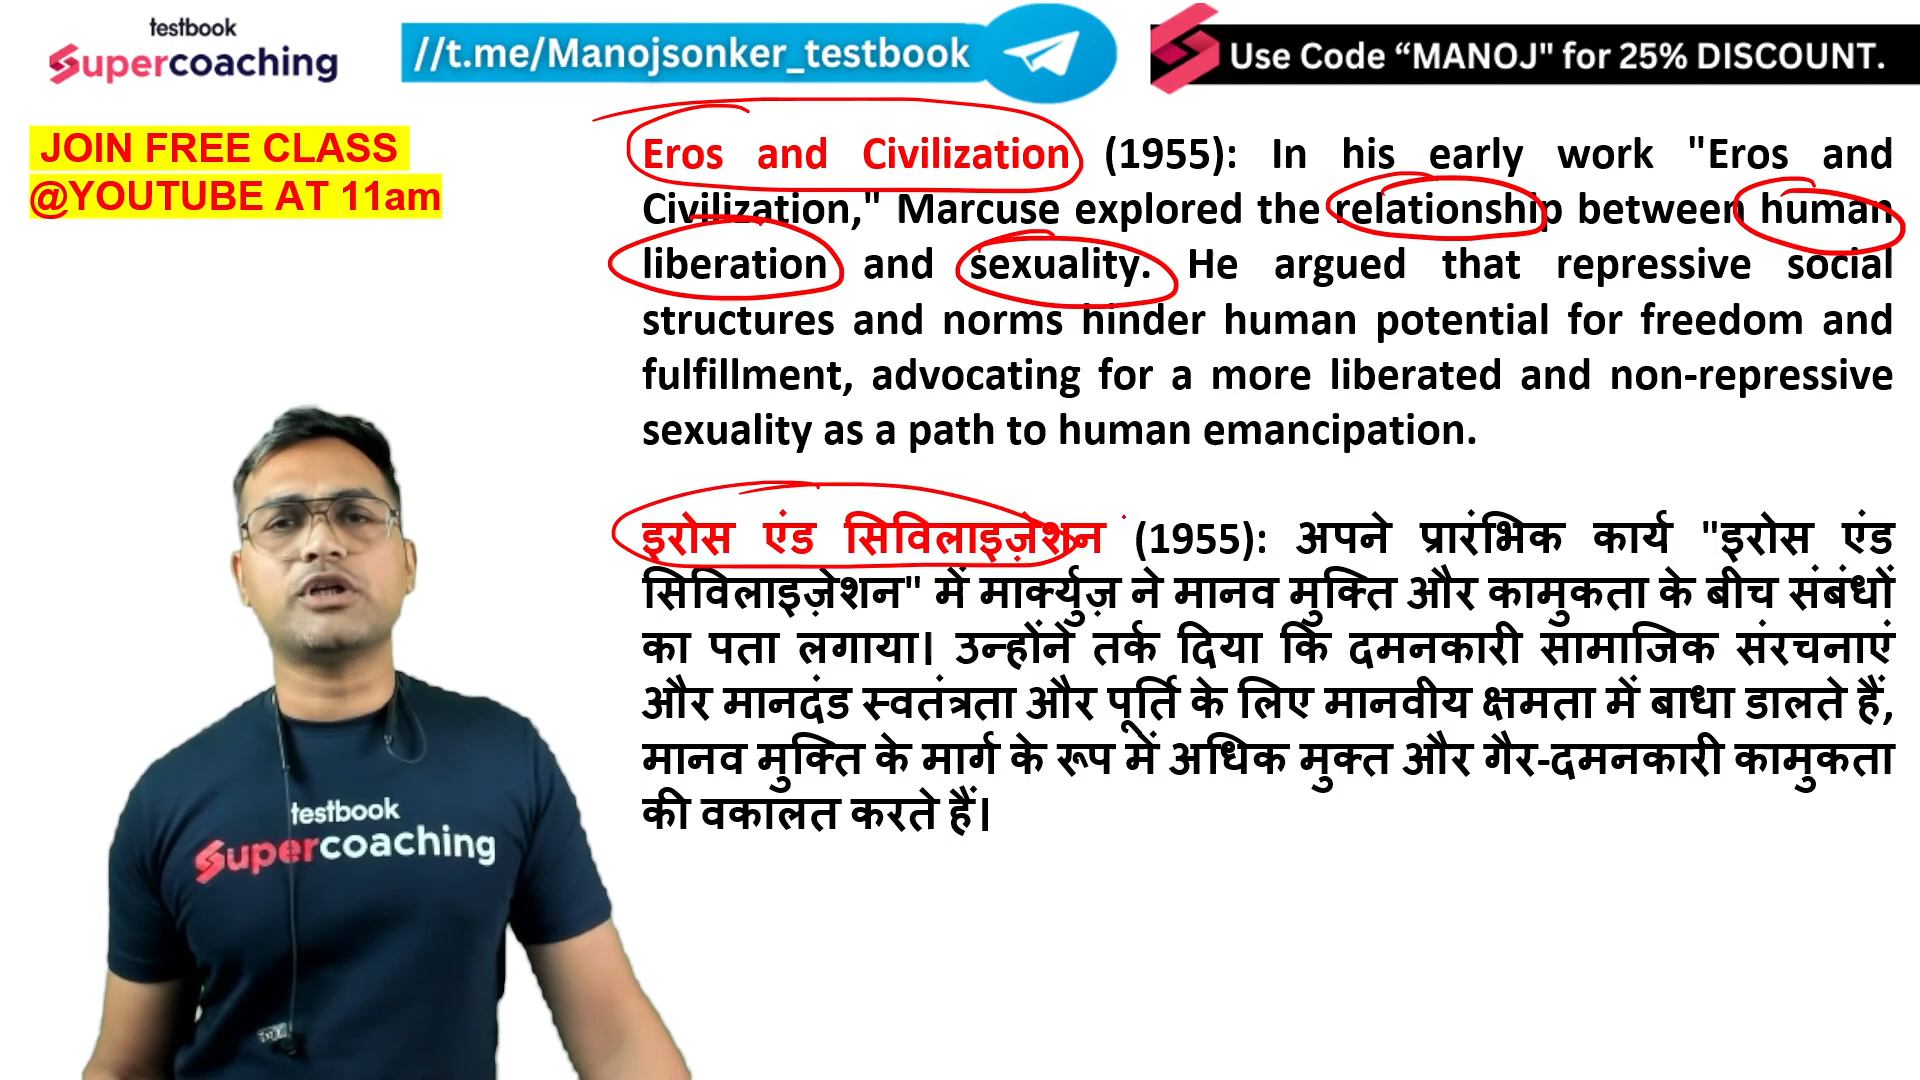 testbook
Supercoaching
//t.me/Manojsonker_testbook
Use Code “MANOJ" for 25% DISCOUNT.
JOIN FREE CLASS
@YOUTUBE AT 11am
Eros and Civilization (1955): In his early work "Eros and
Civilization," Marcuse explored the relationship between human
liberation and sexuality. He argued that repressive social
structures and norms hinder human potential for freedom and
fulfillment, advocating for a more liberated and non-repressive
sexuality as a path to human emancipation.
इरोस एंड सिविलाइज़ेशन (1955): अपने प्रारंभिक कार्य "इरोस एंड
सिविलाइज़ेशन" में मार्क्युज़ ने मानव मुक्ति और कामुकता के बीच संबंधों
का पता लगाया। उन्होंने तर्क दिया कि दमनकारी सामाजिक संरचनाएं
और मानदंड स्वतंत्रता और पूर्ति के लिए मानवीय क्षमता में बाधा डालते हैं,
मानव मुक्ति के मार्ग के रूप में अधिक मुक्त और गैर-दमनकारी कामुकता
की वकालत करते हैं।
testbook
Supercoaching